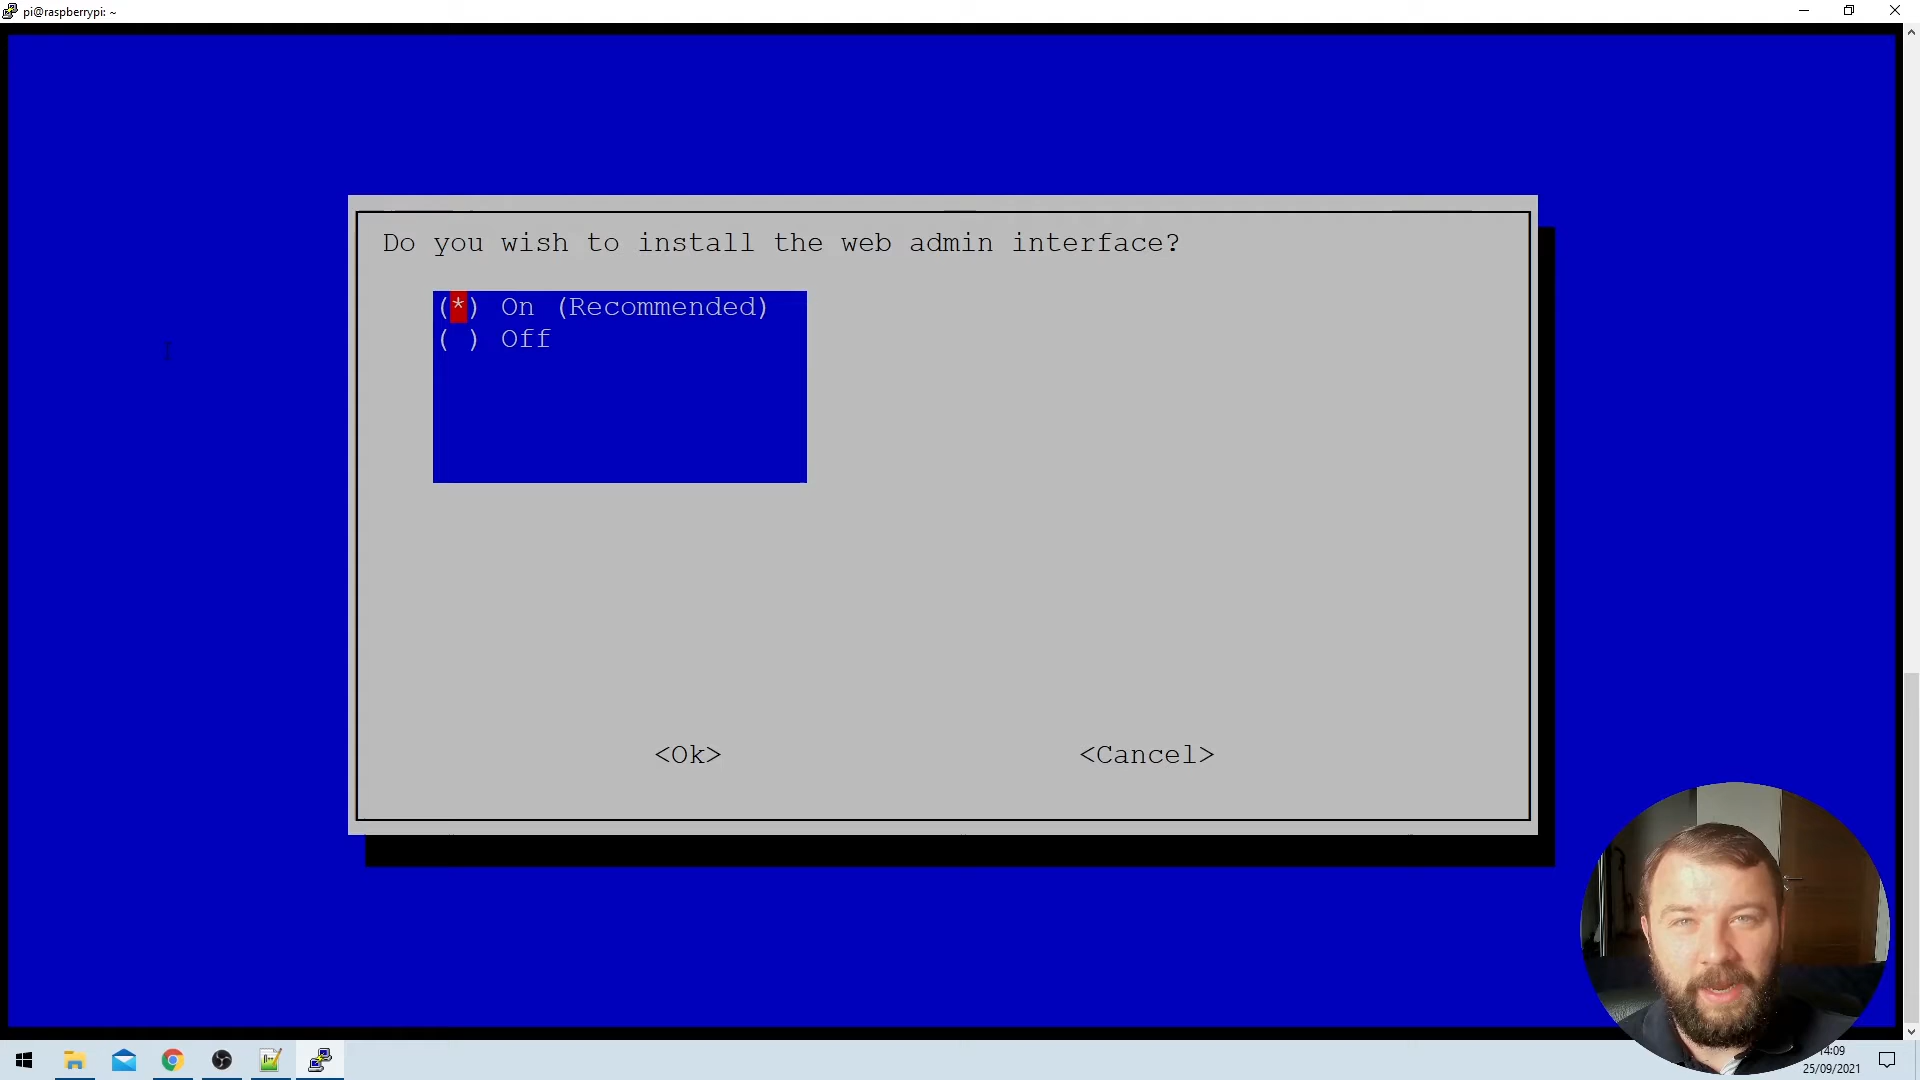 pi@raspberrypi: ~
Do you wish to install the web admin interface?
(*) On (Recommended)
( ) Off
<Ok> <Cancel>
14:09
25/09/2021